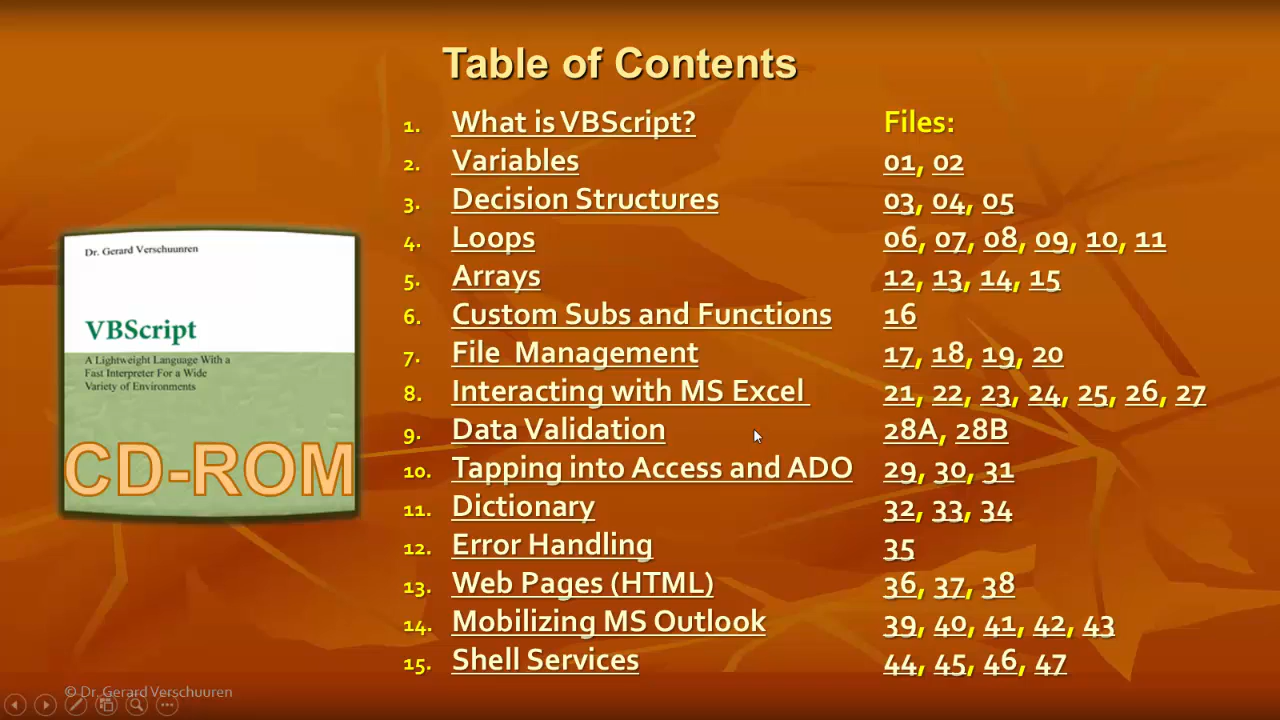 Table of Contents
1. What is VBScript? Files:
2. Variables 01, 02
3. Decision Structures 03, 04, 05
4. Loops 06, 07, 08, 09, 10, 11
5. Arrays 12, 13, 14, 15
6. Custom Subs and Functions 16
7. File Management 17, 18, 19, 20
8. Interacting with MS Excel 21, 22, 23, 24, 25, 26, 27
9. Data Validation 28A, 28B
10. Tapping into Access and ADO 29, 30, 31
11. Dictionary 32, 33, 34
12. Error Handling 35
13. Web Pages (HTML) 36, 37, 38
14. Mobilizing MS Outlook 39, 40, 41, 42, 43
15. Shell Services 44, 45, 46, 47
Dr. Gerard Verschuuren
VBScript
A Lightweight Language With a
Fast Interpreter For a Wide
Variety of Environments
CD-ROM
© Dr. Gerard Verschuuren